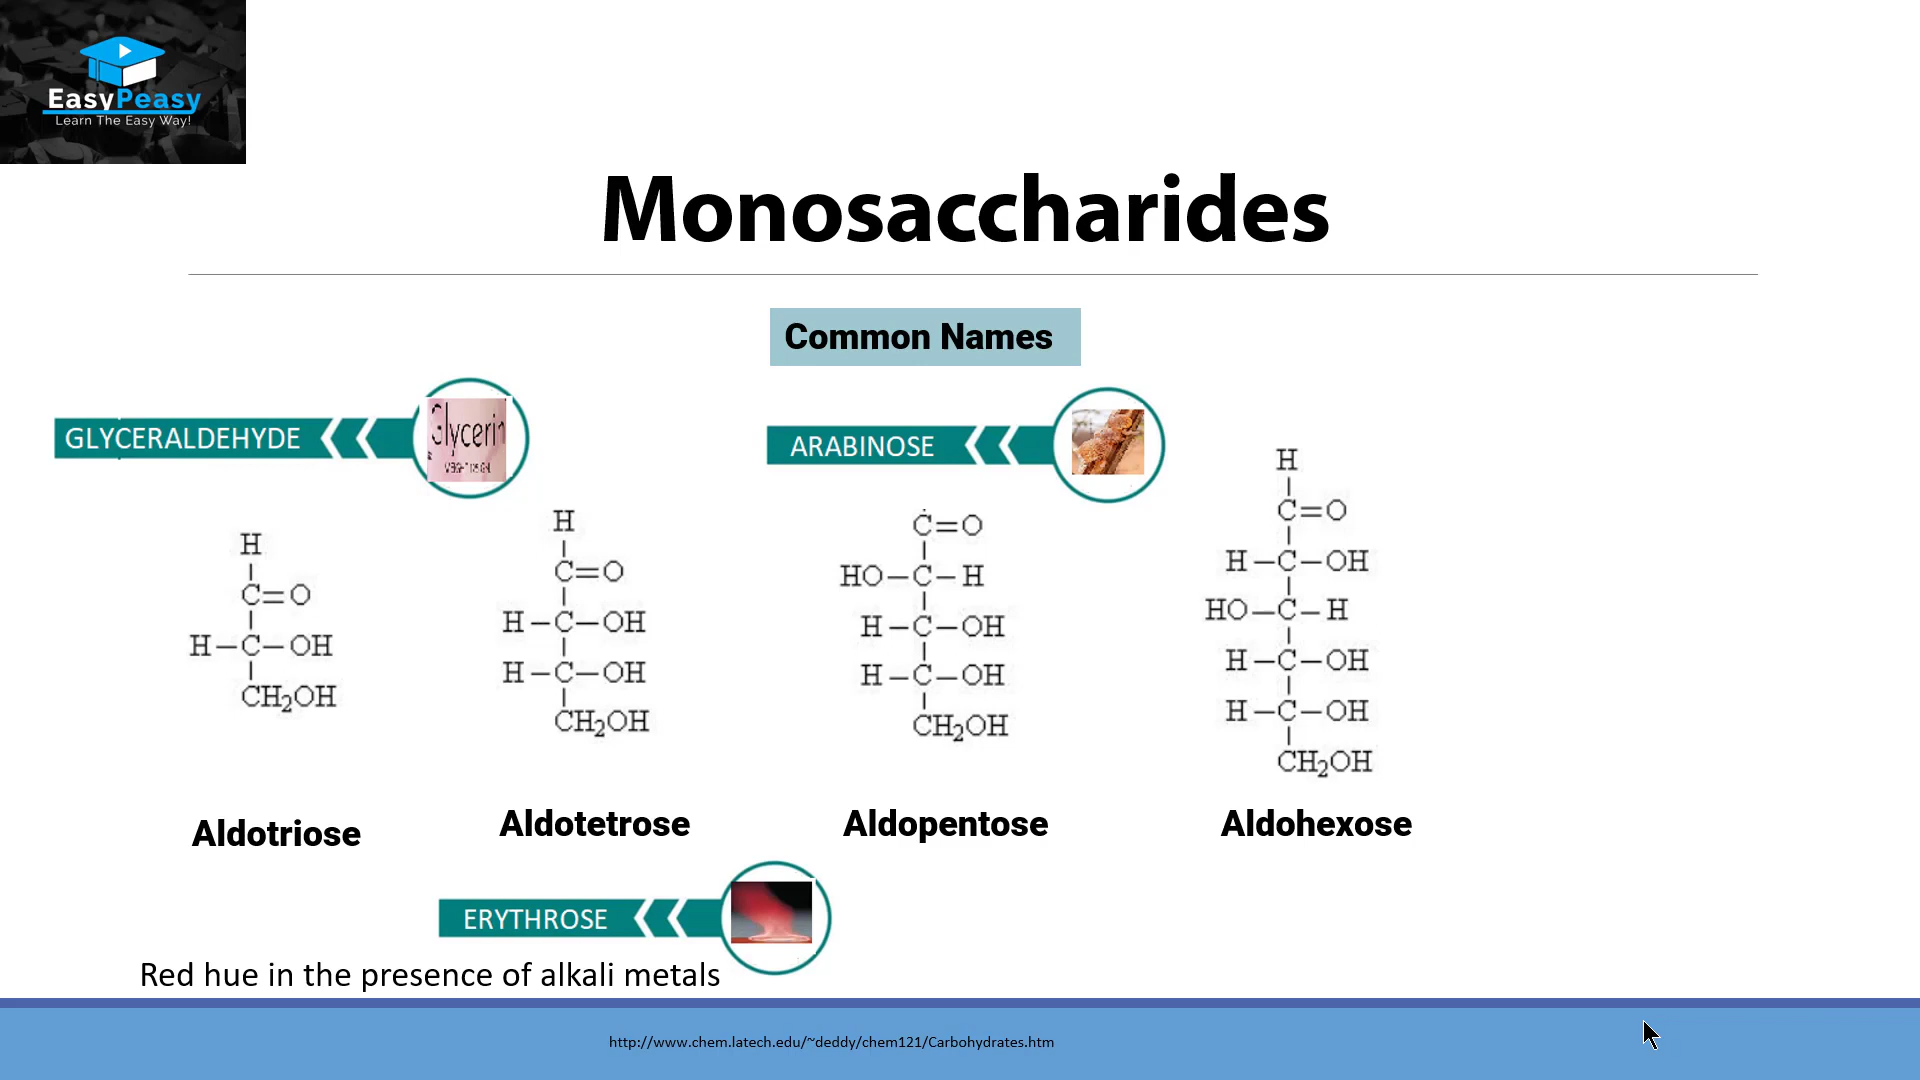 EasyPeasy
Learn The Easy Way!
Monosaccharides
Common Names
GLYCERALDEHYDE
Glycerin
ARABINOSE
H
C=O
H–C–OH
CH2OH
H
C=O
H–C–OH
H–C–OH
CH2OH
C=O
HO–C–H
H–C–OH
H–C–OH
CH2OH
H
C=O
H–C–OH
HO–C–H
H–C–OH
H–C–OH
CH2OH
Aldotriose
Aldotetrose
Aldopentose
Aldohexose
ERYTHROSE
Red hue in the presence of alkali metals
http://www.chem.latech.edu/~deddy/chem121/Carbohydrates.htm